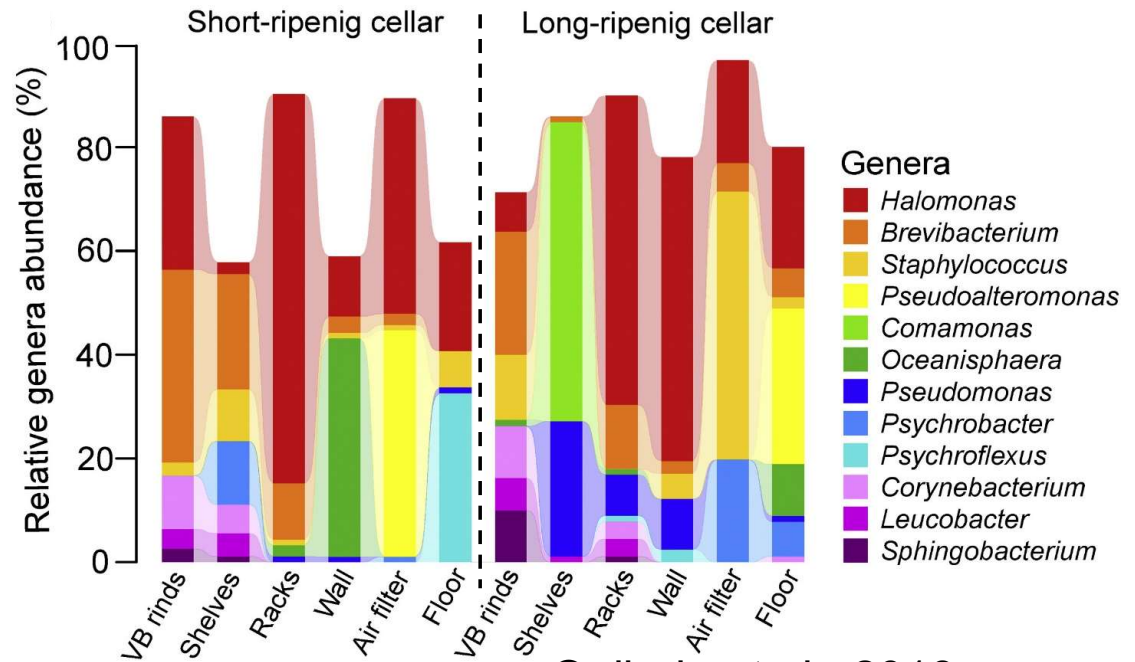 Short-ripenig cellar
Long-ripenig cellar
Relative genera abundance (%)
100
80
60
40
20
0
VB rinds
Shelves
Racks
Wall
Air filter
Floor
VB rinds
Shelves
Racks
Wall
Air filter
Floor
Genera
Halomonas
Brevibacterium
Staphylococcus
Pseudoalteromonas
Comamonas
Oceanisphaera
Pseudomonas
Psychrobacter
Psychroflexus
Corynebacterium
Leucobacter
Sphingobacterium